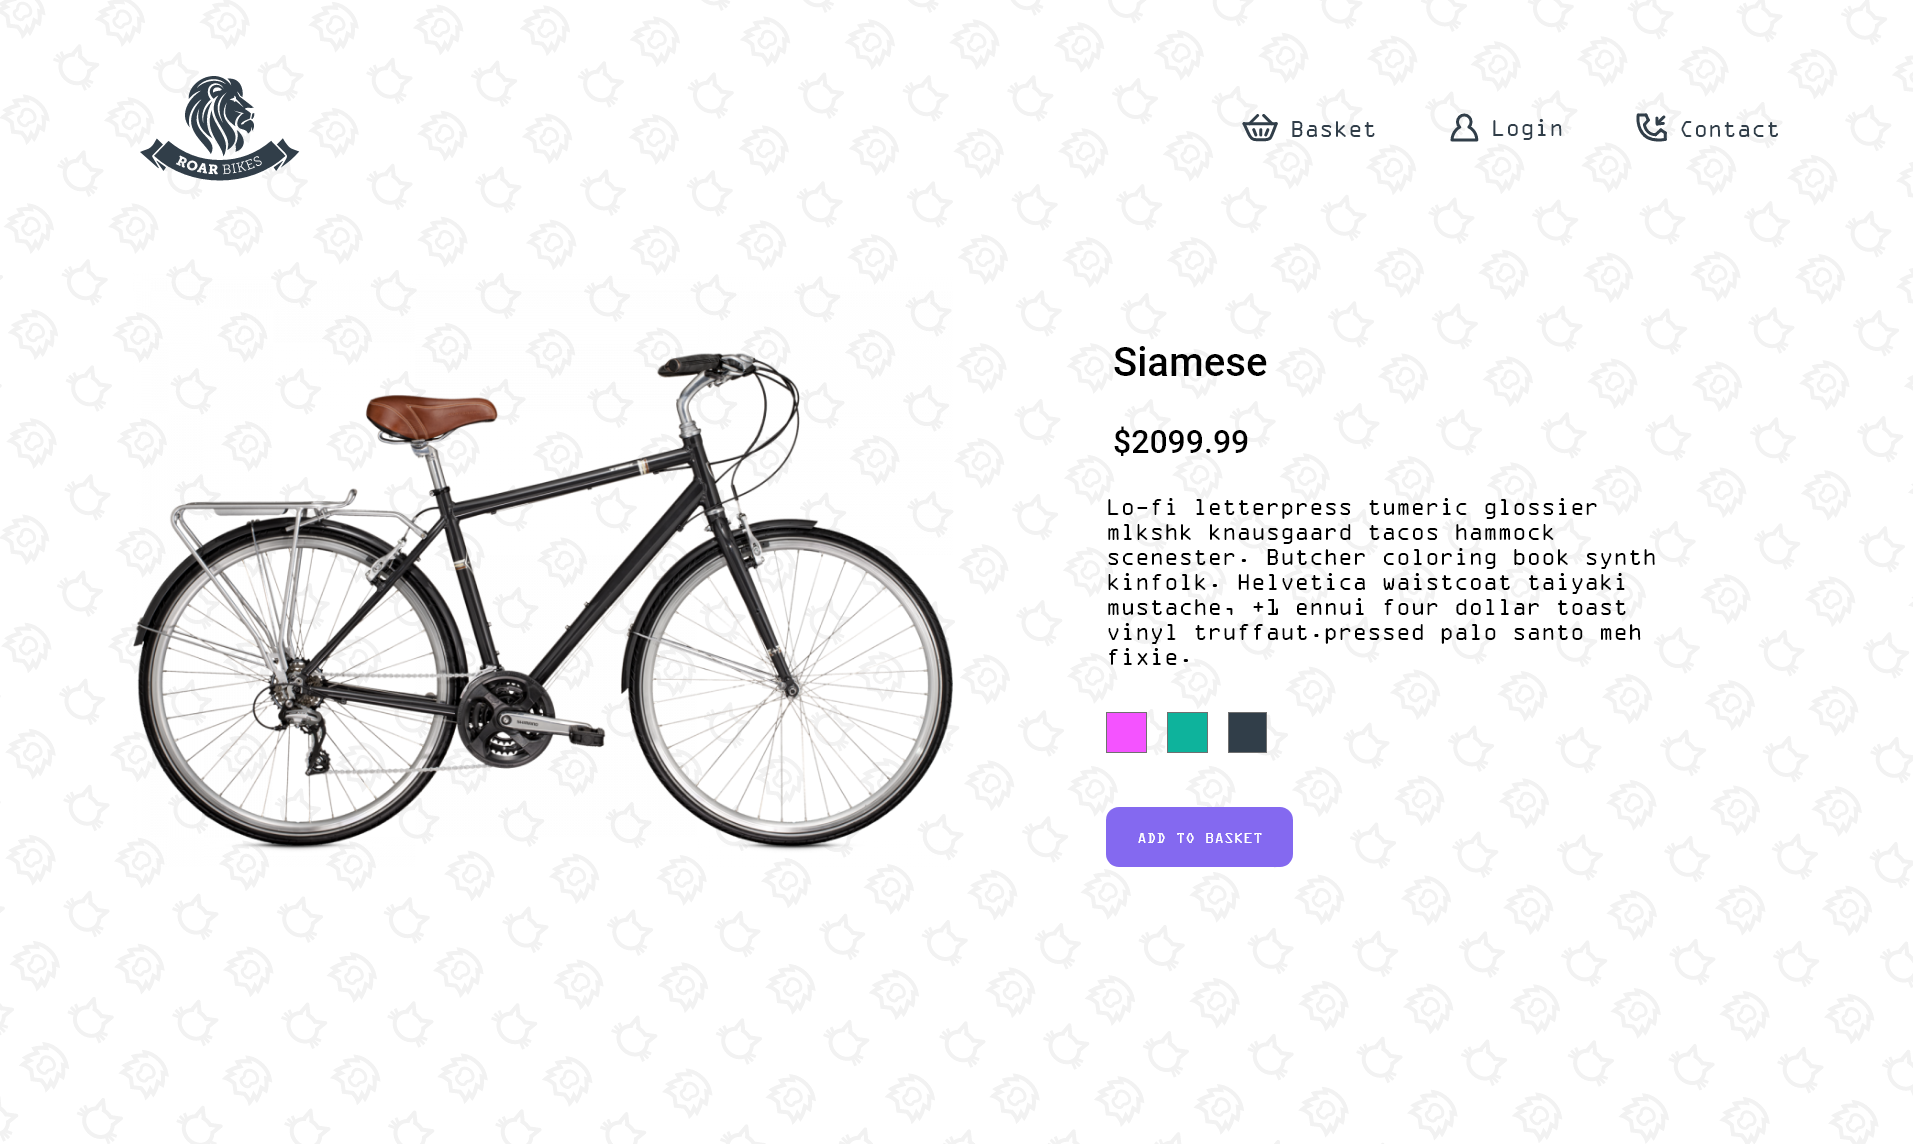 ROAR BIKES
Basket
Login
Contact
Siamese
$2099.99
Lo-fi letterpress tumeric glossier
mlkshk knausgaard tacos hammock
scenester. Butcher coloring book synth
kinfolk. Helvetica waistcoat taiyaki
mustache, +1 ennui four dollar toast
vinyl truffaut.pressed palo santo meh
fixie.
ADD TO BASKET